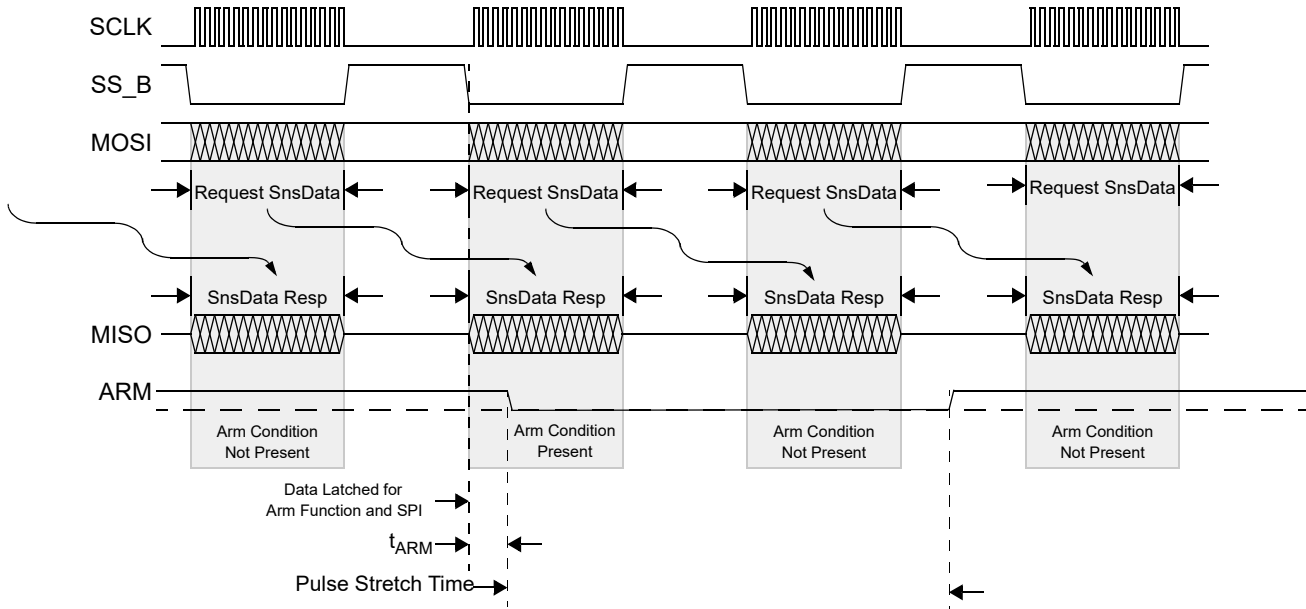 SCLK
SS_B
MOSI
Request SnsData
Request SnsData
Request SnsData
Request SnsData
SnsData Resp
SnsData Resp
SnsData Resp
SnsData Resp
MISO
ARM
Arm Condition
Not Present
Arm Condition
Present
Arm Condition
Not Present
Arm Condition
Not Present
Data Latched for
Arm Function and SPI
tARM
Pulse Stretch Time